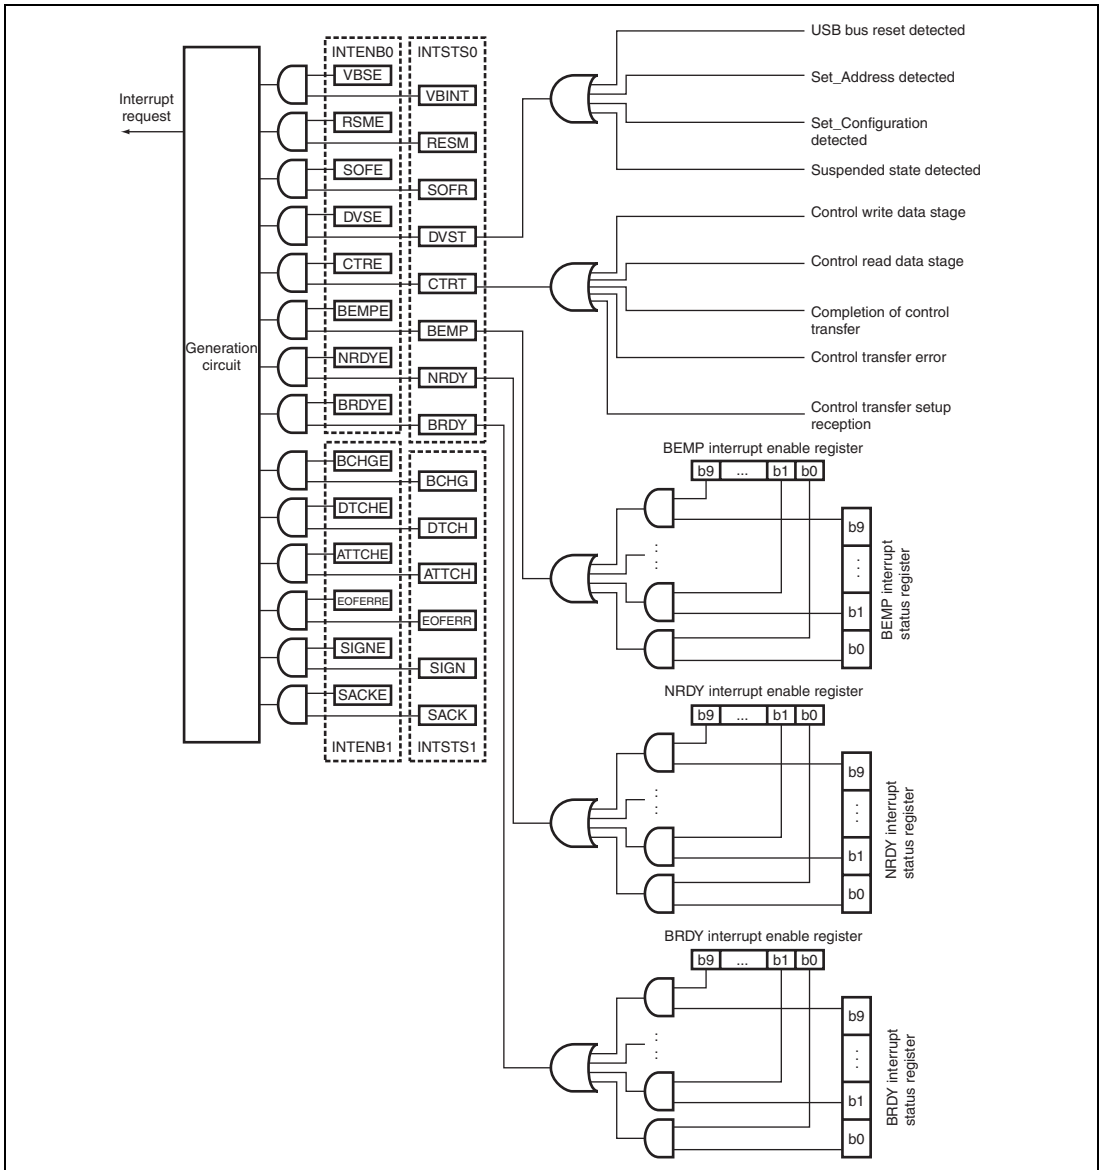 Interrupt
request
Generation
circuit
INTENB0
VBSE
RSME
SOFE
DVSE
CTRE
BEMPE
NRDYE
BRDYE
BCHGE
DTCHE
ATTCHE
EOFERRE
SIGNE
SACKE
INTENB1
INTSTS0
VBINT
RESM
SOFR
DVST
CTRT
BEMP
NRDY
BRDY
BCHG
DTCH
ATTCH
EOFERR
SIGN
SACK
INTSTS1
USB bus reset detected
Set_Address detected
Set_Configuration
detected
Suspended state detected
Control write data stage
Control read data stage
Completion of control
transfer
Control transfer error
Control transfer setup
reception
BEMP interrupt enable register
b9 ... b1 b0
b9
...
b1
b0
BEMP interrupt
status register
NRDY interrupt enable register
b9 ... b1 b0
b9
...
b1
b0
NRDY interrupt
status register
BRDY interrupt enable register
b9 ... b1 b0
b9
...
b1
b0
BRDY interrupt
status register